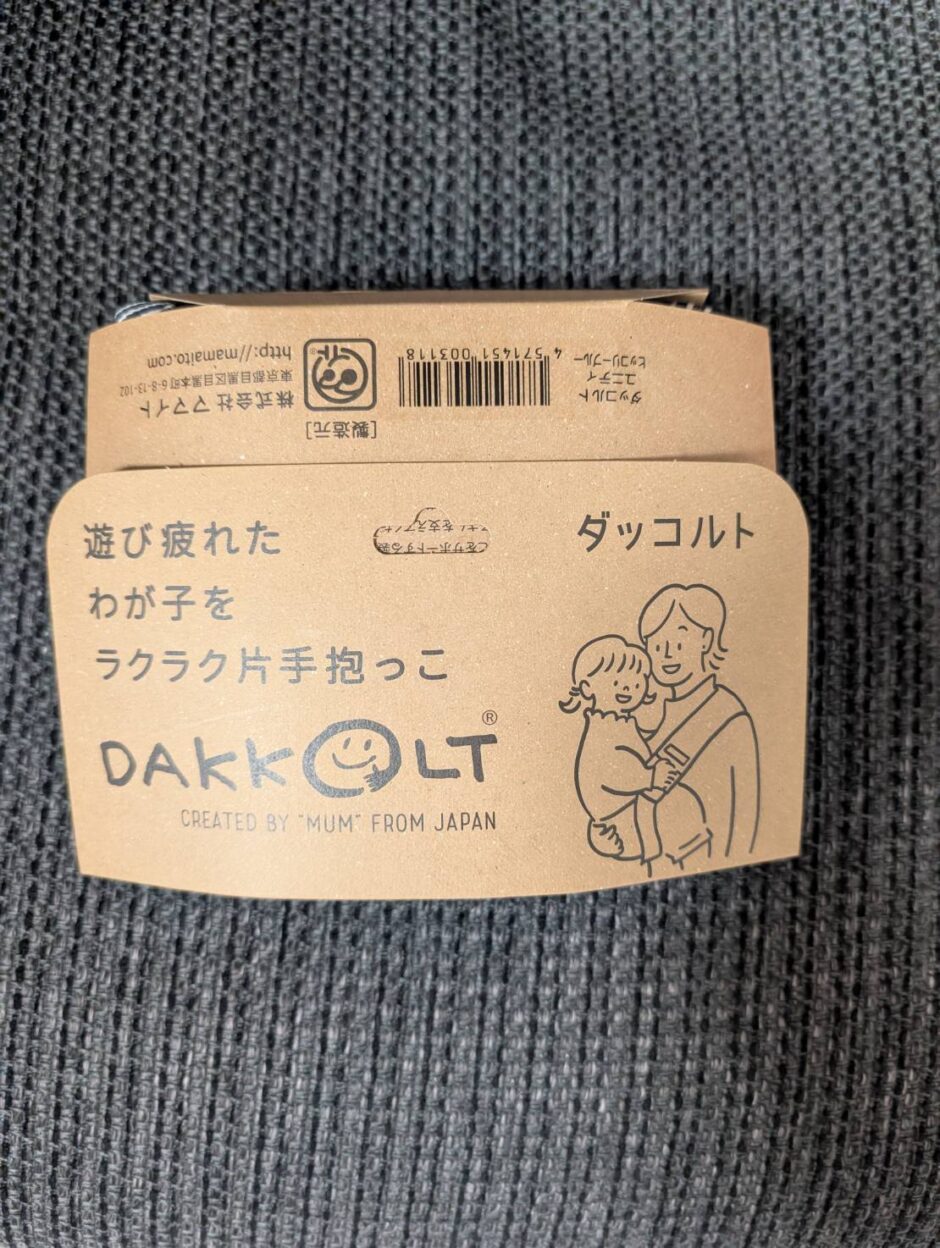 ダッコルト
ユニティ
ヒッコリーブルー
4 571451 003118
[製造元]
株式会社 ママイト
東京都目黒区目黒本町 6-8-13-102
http://mamaito.com
遊び疲れた
わが子を
ラクラク片手抱っこ
ダッコルト
DAKKOLT®
CREATED BY "MUM" FROM JAPAN